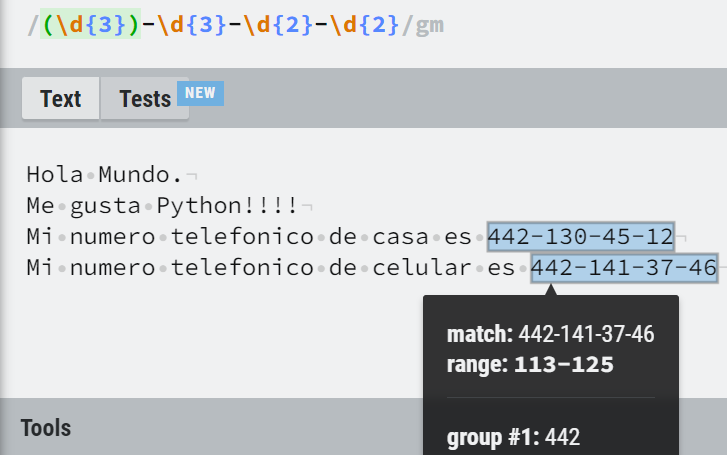 /(\d{3})-\d{3}-\d{2}-\d{2}/gm
Text Tests NEW
Hola Mundo.
Me gusta Python!!!!
Mi numero telefonico de casa es 442-130-45-12
Mi numero telefonico de celular es 442-141-37-46
match: 442-141-37-46
range: 113-125
Tools
group #1: 442